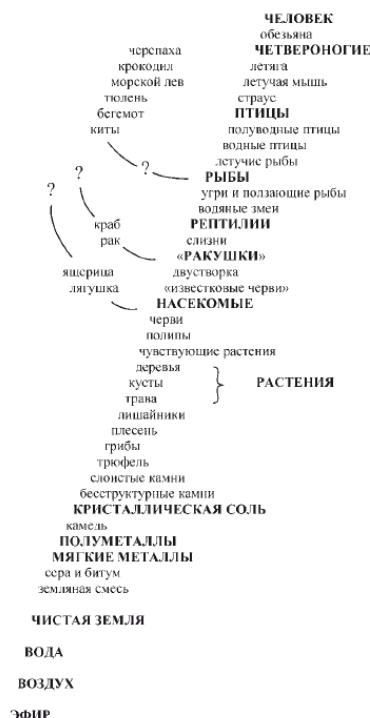 ЧЕЛОВЕК
обезьяна
черепаха ЧЕТВЕРОНОГИЕ
крокодил летяга
морской лев летучая мышь
тюлень страус
бегемот ПТИЦЫ
киты полуводные птицы
водные птицы
летучие рыбы
? РЫБЫ
? угри и ползающие рыбы
? водяные змеи
краб РЕПТИЛИИ
рак слизни
«РАКУШКИ»
ящерица двустворка
лягушка «известковые черви»
НАСЕКОМЫЕ
черви
полипы
чувствующие растения
деревья
кусты РАСТЕНИЯ
трава
лишайники
плесень
грибы
трюфель
слоистые камни
бесструктурные камни
КРИСТАЛЛИЧЕСКАЯ СОЛЬ
камель
ПОЛУМЕТАЛЛЫ
МЯГКИЕ МЕТАЛЛЫ
сера и битум
земляная смесь
ЧИСТАЯ ЗЕМЛЯ
ВОДА
ВОЗДУХ
ЭФИР